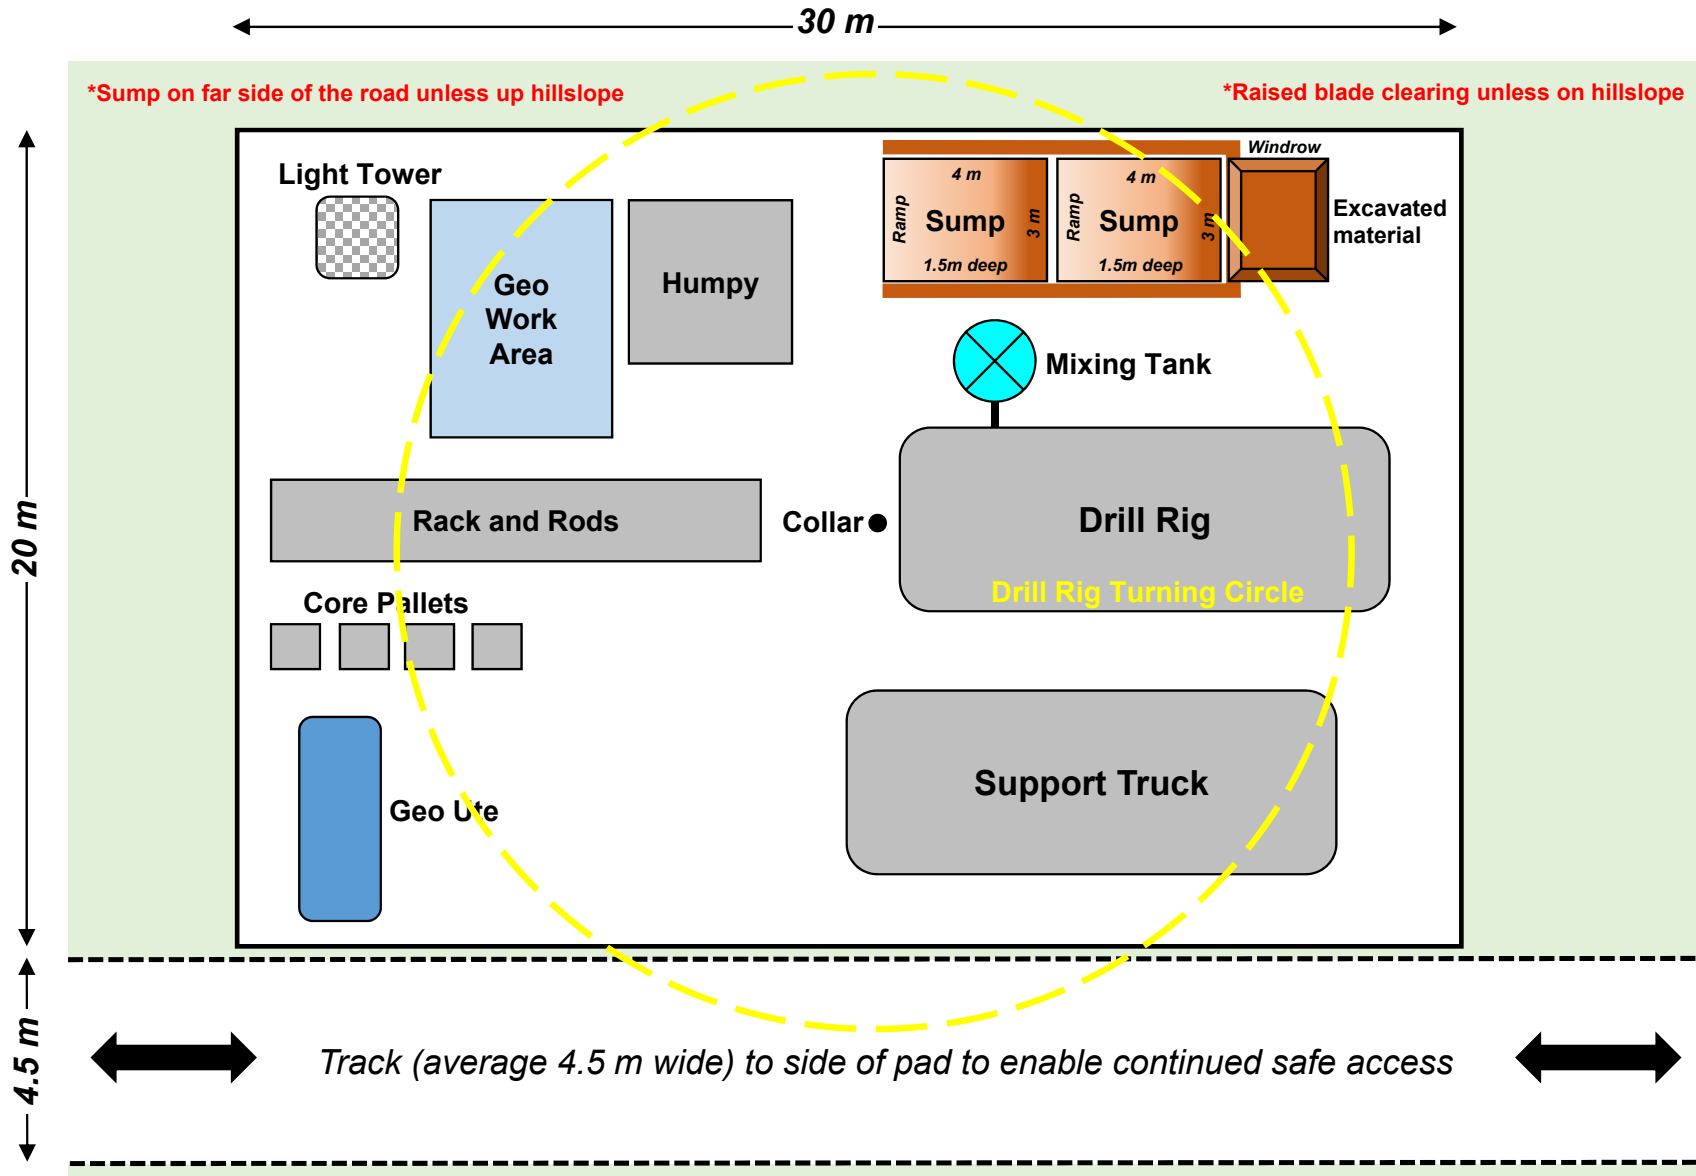 30 m
*Sump on far side of the road unless up hillslope
*Raised blade clearing unless on hillslope
20 m
4.5 m
Light Tower
Geo
Work
Area
Humpy
4 m
Ramp
Sump
3 m
1.5m deep
4 m
Ramp
Sump
3 m
1.5m deep
Windrow
Excavated
material
Mixing Tank
Rack and Rods
Collar
Drill Rig
Drill Rig Turning Circle
Core Pallets
Geo Ute
Support Truck
Track (average 4.5 m wide) to side of pad to enable continued safe access